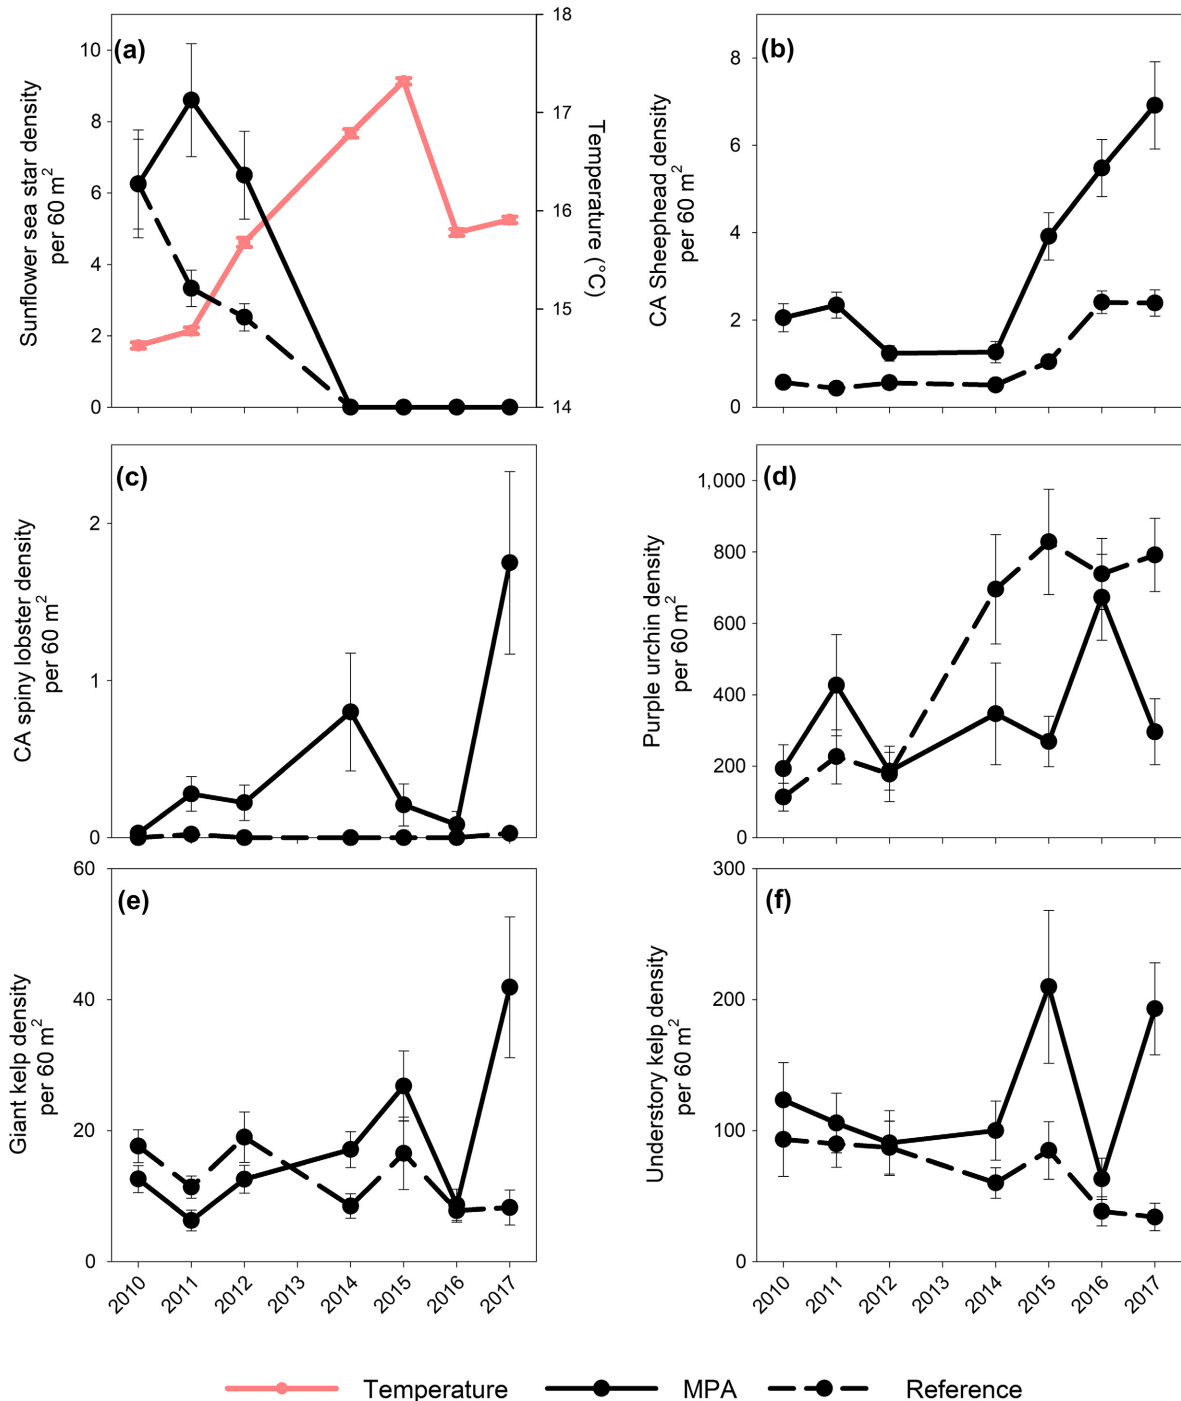 (a)
Sunflower sea star density
per 60 m²
10
8
6
4
2
0
18
17
16
15
14
Temperature (°C)
(b)
CA Sheephead density
per 60 m²
8
6
4
2
0
(c)
CA spiny lobster density
per 60 m²
2
1
0
(d)
Purple urchin density
per 60 m²
1,000
800
600
400
200
0
(e)
Giant kelp density
per 60 m²
60
40
20
0
2010
2011
2012
2013
2014
2015
2016
2017
(f)
Understory kelp density
per 60 m²
300
200
100
0
2010
2011
2012
2013
2014
2015
2016
2017
Temperature MPA Reference